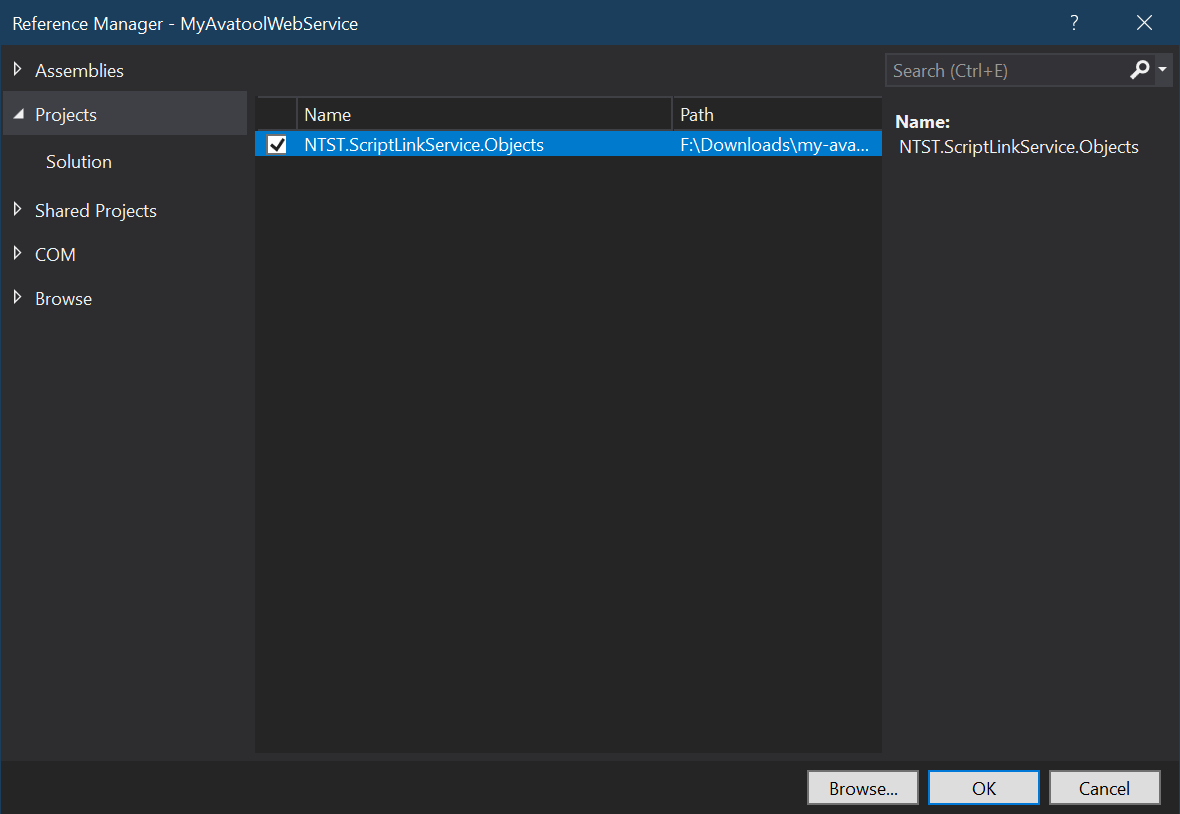 Reference Manager - MyAvatoolWebService
?
Assemblies
Search (Ctrl+E)
Projects
Name
Path
Name:
NTST.ScriptLinkService.Objects
F:\Downloads\my-ava...
NTST.ScriptLinkService.Objects
Solution
Shared Projects
COM
Browse
Browse...
OK
Cancel